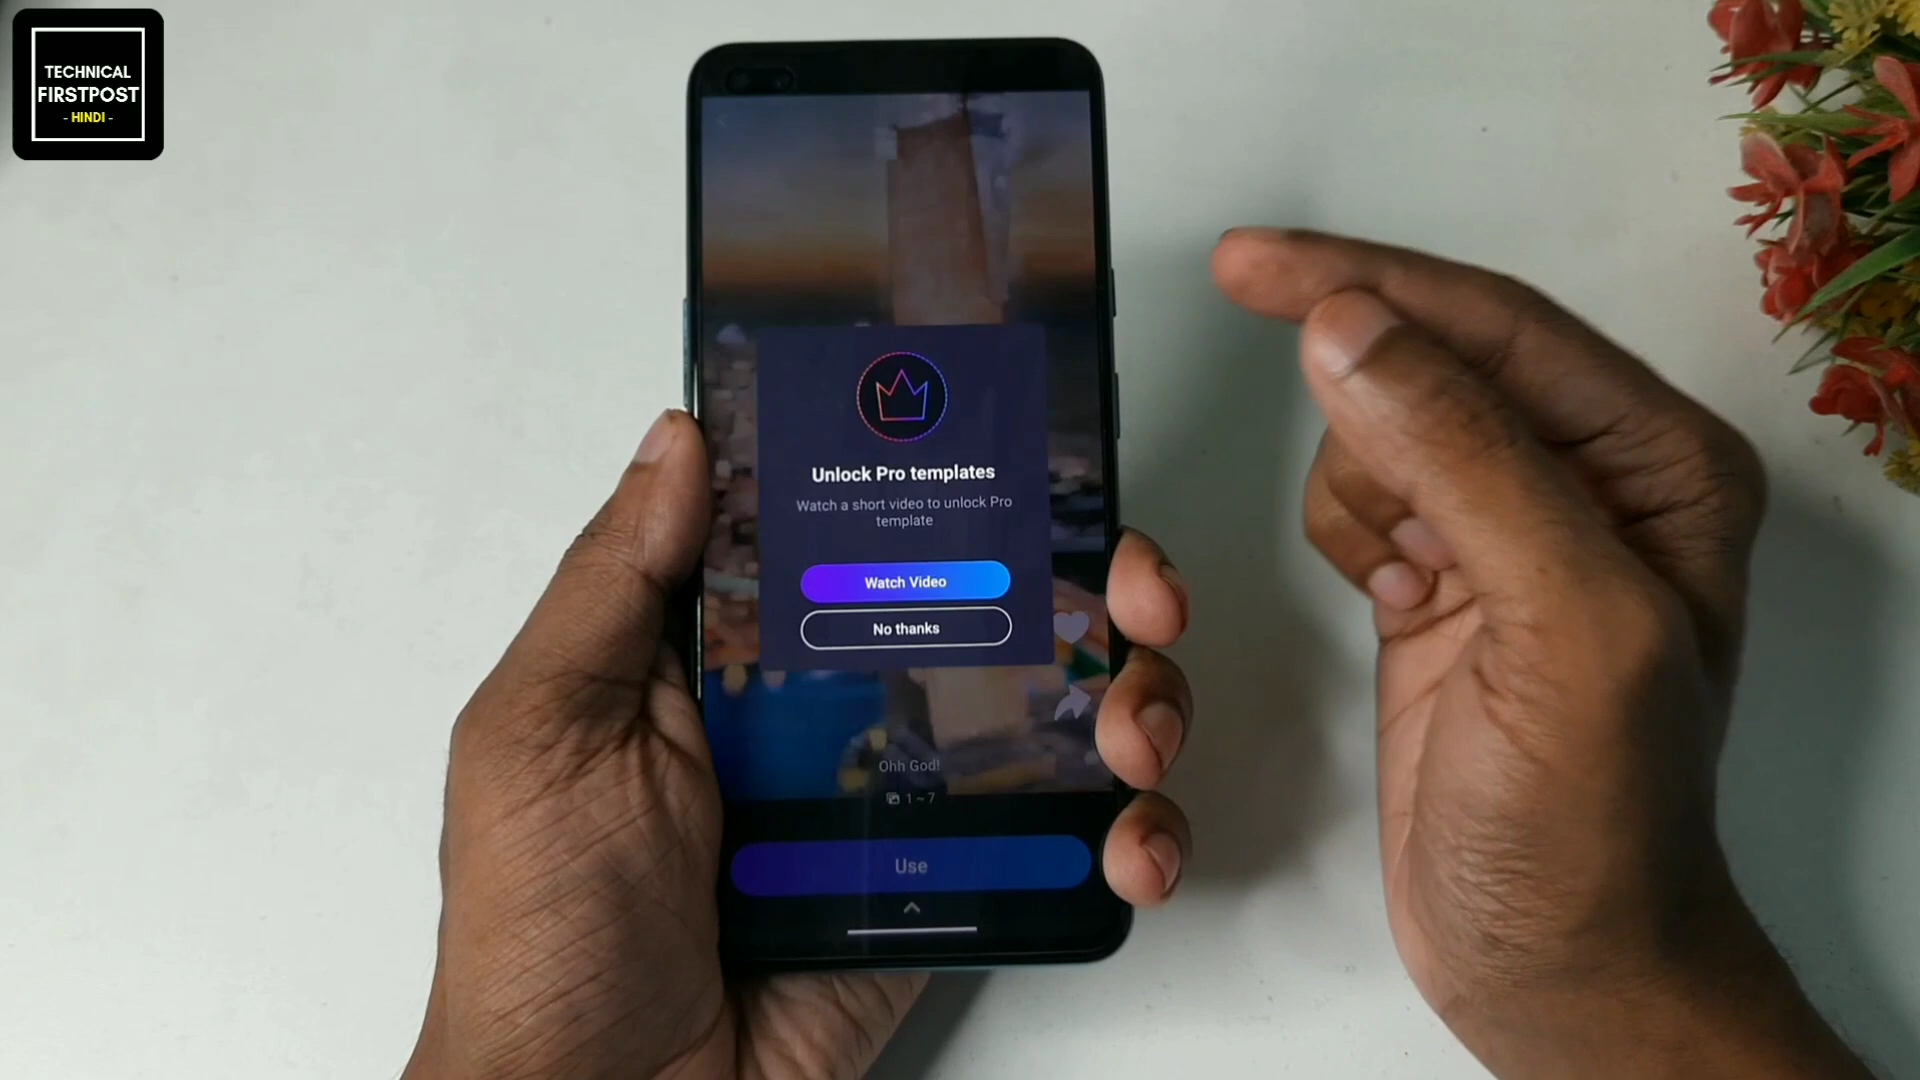 TECHNICAL
FIRSTPOST
- HINDI -
Unlock Pro templates
Watch a short video to unlock Pro
template
Watch Video
No thanks
Ohh God!
1 ~ 7
Use